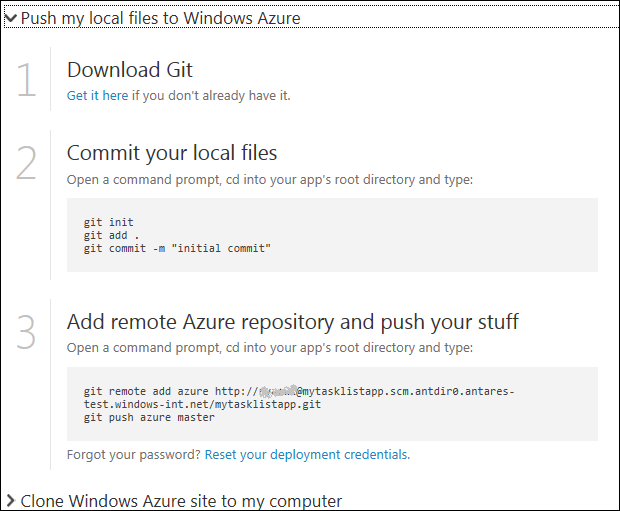 Push my local files to Windows Azure
1
Download Git
Get it here if you don't already have it.
2
Commit your local files
Open a command prompt, cd into your app's root directory and type:
git init
git add .
git commit -m "initial commit"
3
Add remote Azure repository and push your stuff
Open a command prompt, cd into your app's root directory and type:
git remote add azure http://@mytasklistapp.scm.antdir0.antares-
test.windows-int.net/mytasklistapp.git
git push azure master
Forgot your password? Reset your deployment credentials.
Clone Windows Azure site to my computer